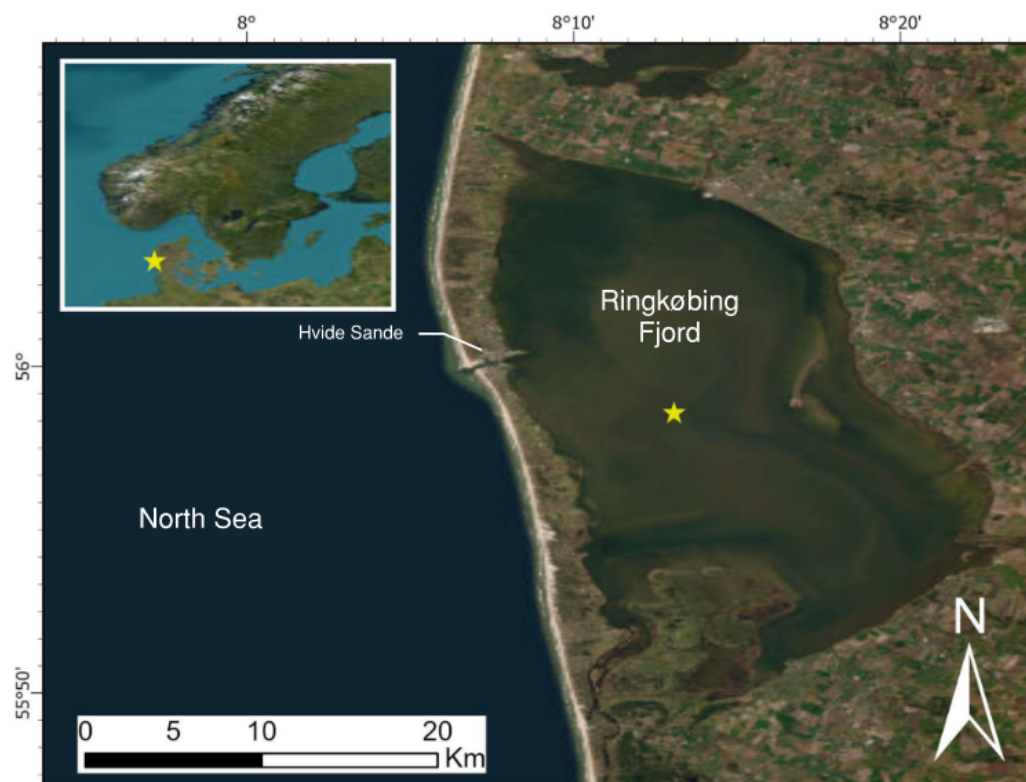 8°
8°10'
8°20'
Ringkøbing
Fjord
Hvide Sande
56°
North Sea
N
55°50'
0 5 10 20
Km